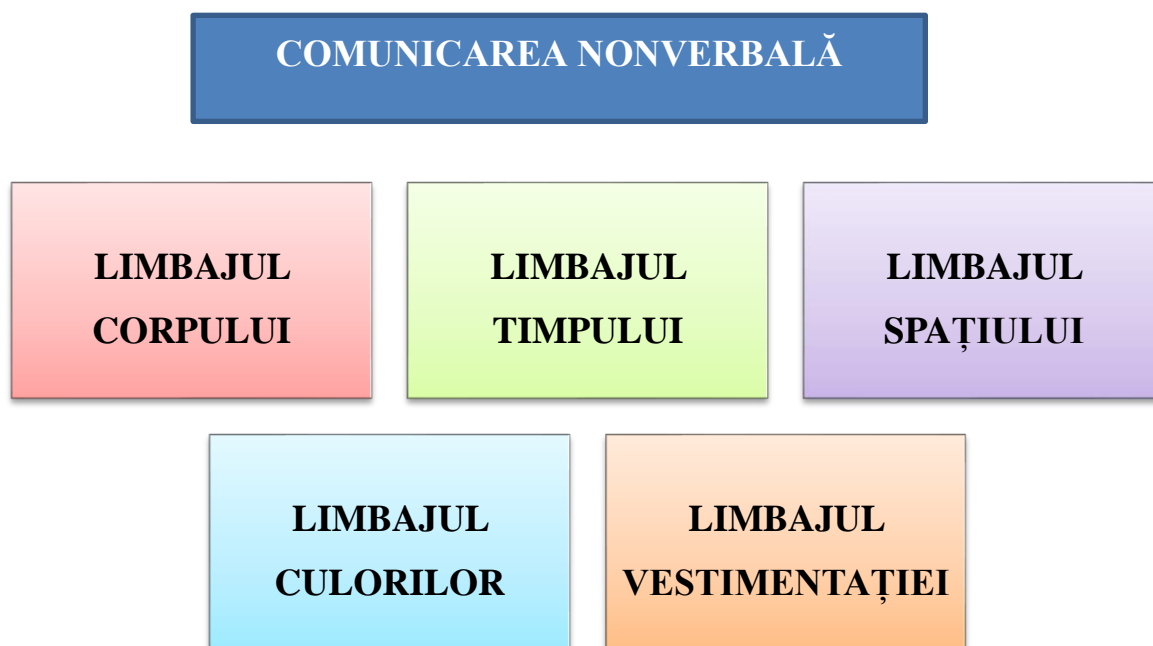 COMUNICAREA NONVERBALĂ
LIMBAJUL
CORPULUI
LIMBAJUL
TIMPULUI
LIMBAJUL
SPAȚIULUI
LIMBAJUL
CULORILOR
LIMBAJUL
VESTIMENTAȚIEI